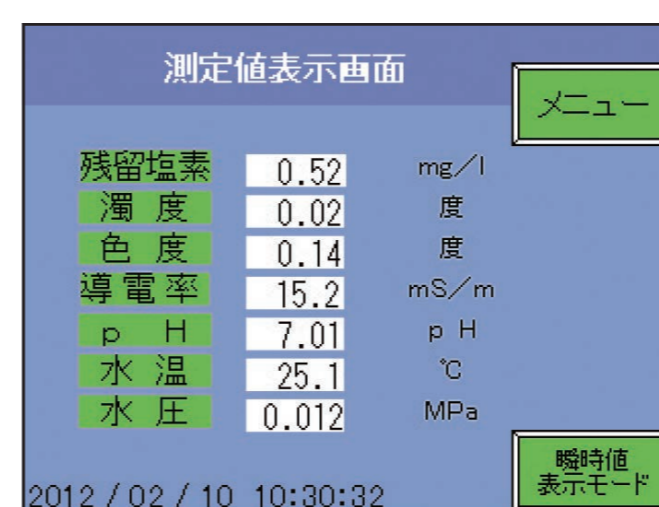 測定値表示画面
メニュー
残留塩素 0.52 mg/l
濁度 0.02 度
色度 0.14 度
導電率 15.2 mS/m
pH 7.01 pH
水温 25.1 ℃
水圧 0.012 MPa
瞬時値
表示モード
2012/02/10 10:30:32